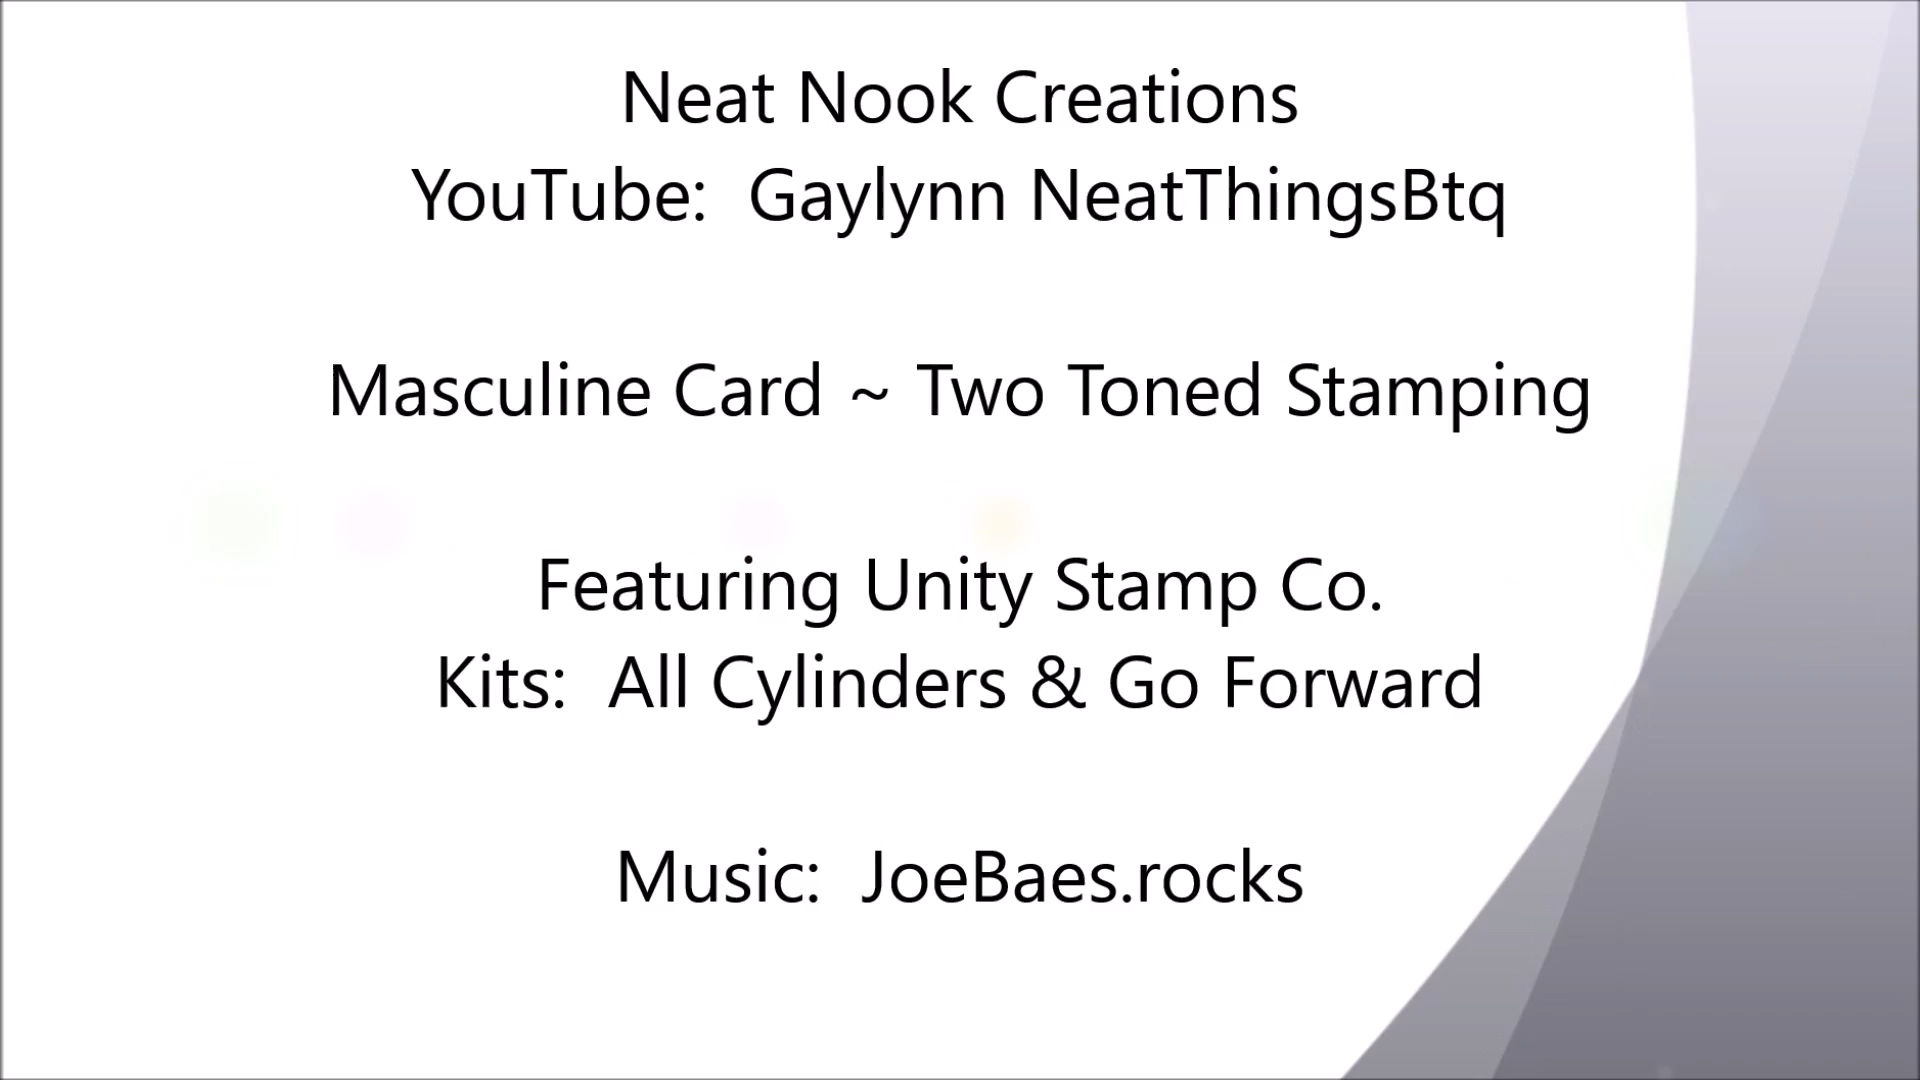 Neat Nook Creations
YouTube:  Gaylynn NeatThingsBtq
Masculine Card ~ Two Toned Stamping
Featuring Unity Stamp Co.
Kits:  All Cylinders & Go Forward
Music:  JoeBaes.rocks